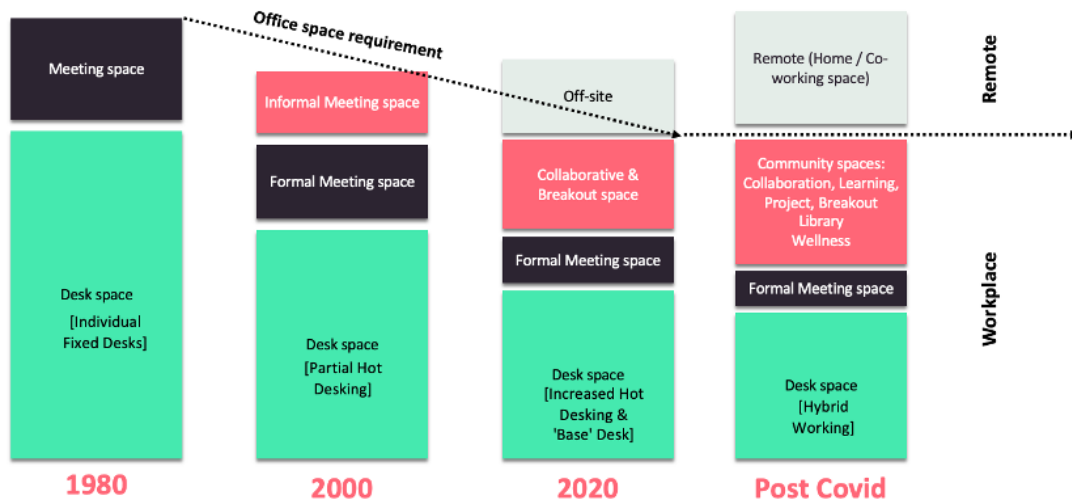 Office space requirement
Meeting space
Desk space
[Individual
Fixed Desks]
1980
Informal Meeting space
Formal Meeting space
Desk space
[Partial Hot
Desking]
2000
Off-site
Collaborative &
Breakout space
Formal Meeting space
Desk space
[Increased Hot
Desking &
'Base' Desk]
2020
Remote (Home / Co-
working space)
Community spaces:
Collaboration, Learning,
Project, Breakout
Library
Wellness
Formal Meeting space
Desk space
[Hybrid
Working]
Post Covid
Remote
Workplace